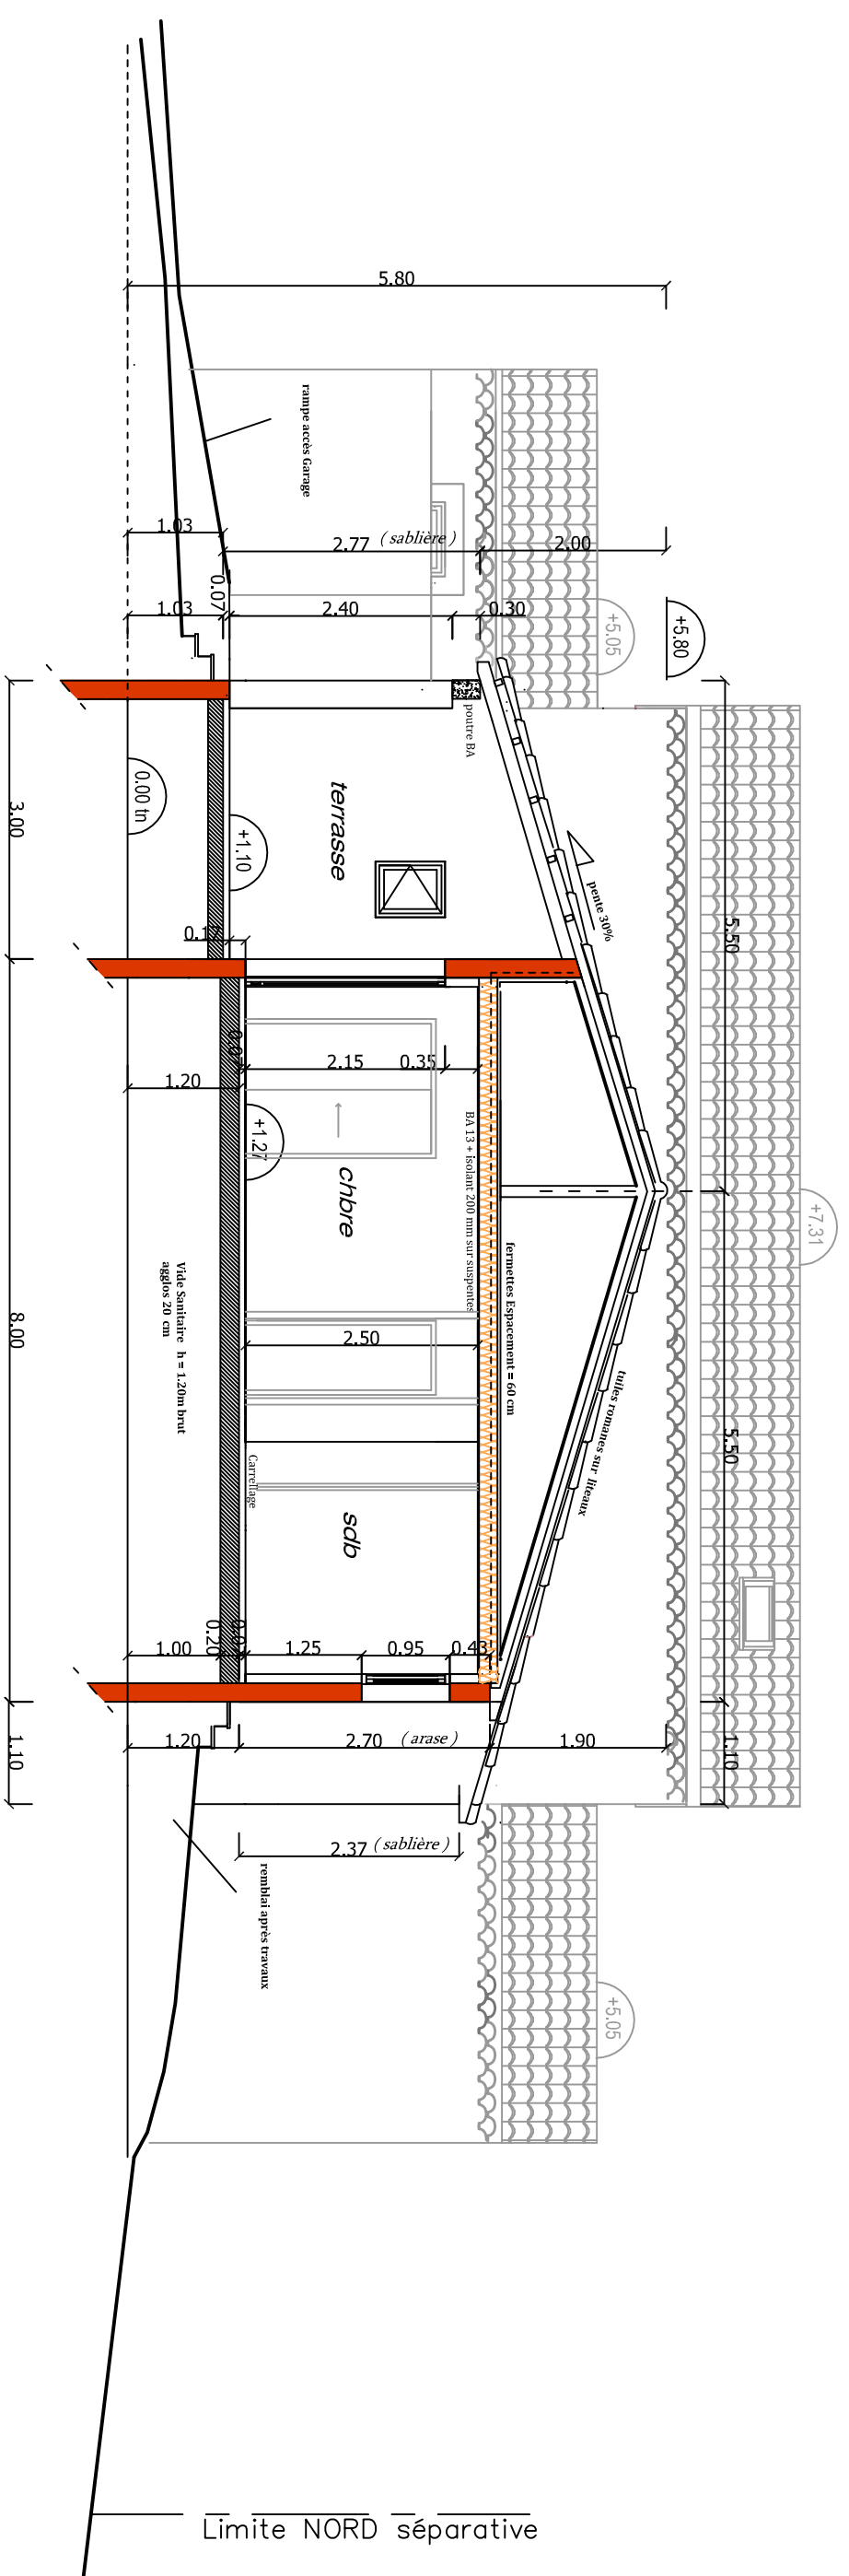 5.80
rampe accès Garage
1.03
2.77 (sablière)
2.00
0.07
1.03
2.40
0.30
+5.05
+5.80
poutre BA
0.00 tn
+1.10
terrasse
pente 30%
3.00
5.50
0.17
0.07
2.15
0.35
1.20
+1.27
chbre
BA 13 + isolant 200 mm sur suspentes
+7.31
Vide Sanitaire h = 1.20m brut
agglos 20 cm
fermettes Espacement = 60 cm
2.50
8.00
tuiles romanes sur liteaux
5.50
Carrellage
sdb
1.00
0.20
0.07
1.25
0.95
0.43
1.20
2.70 (arase)
1.90
1.10
1.10
2.37 (sablière)
remblai après travaux
+5.05
Limite NORD séparative